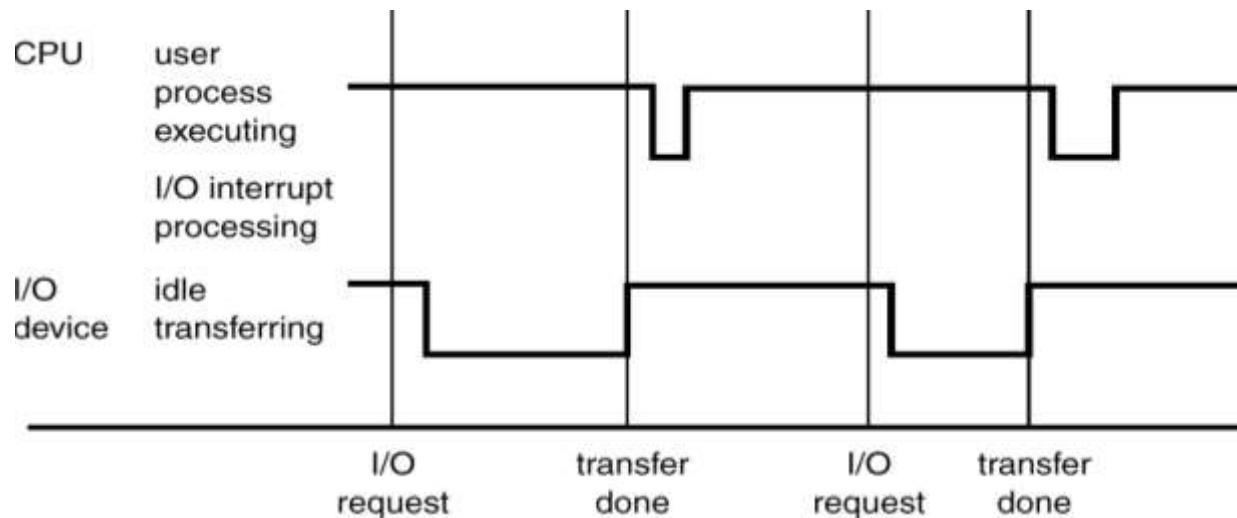 CPU user
process
executing
I/O interrupt
processing
I/O idle
device transferring
I/O transfer I/O transfer
request done request done